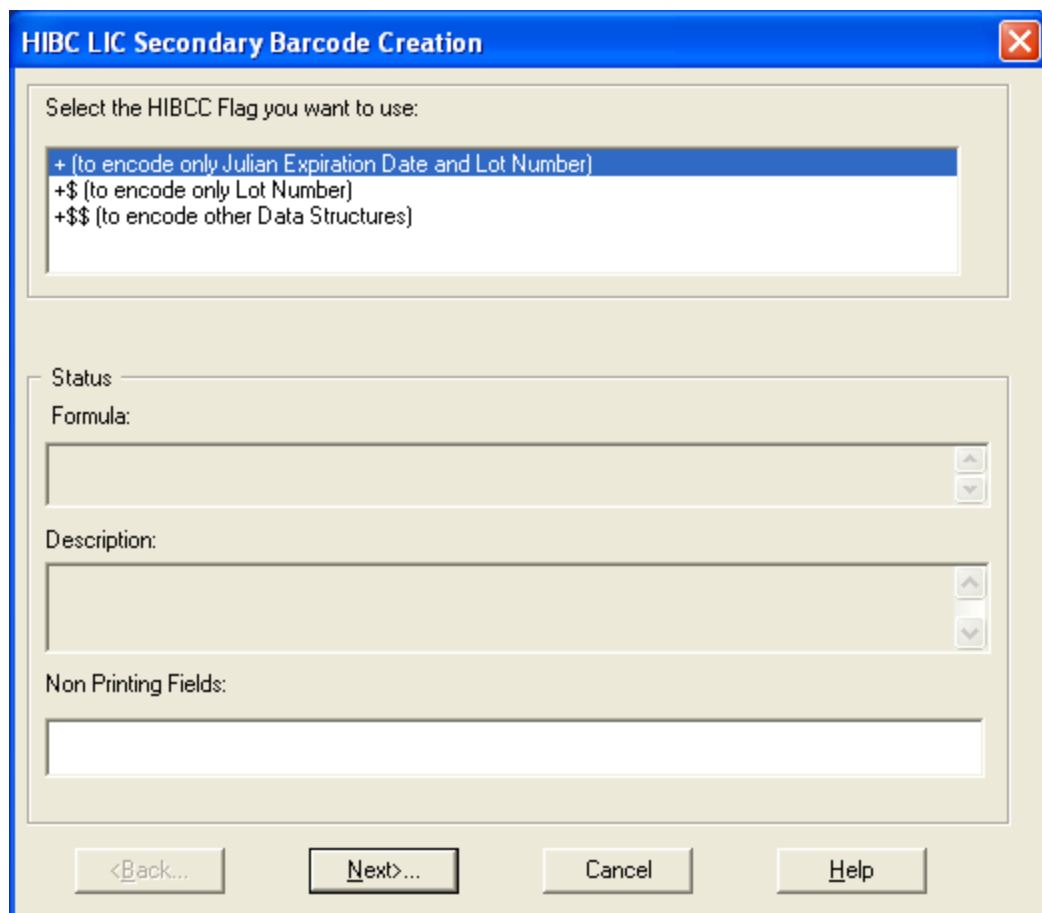 HIBC LIC Secondary Barcode Creation
Select the HIBCC Flag you want to use:
+ (to encode only Julian Expiration Date and Lot Number)
+$ (to encode only Lot Number)
+$$ (to encode other Data Structures)
Status
Formula:
Description:
Non Printing Fields:
<Back... Next>... Cancel Help